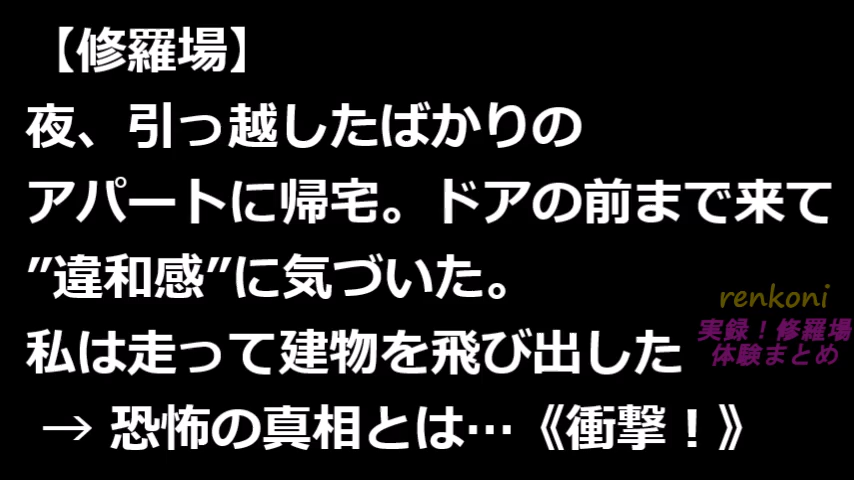 【修羅場】
夜、引っ越したばかりの
アパートに帰宅。ドアの前まで来て
”違和感”に気づいた。
私は走って建物を飛び出した
→ 恐怖の真相とは…《衝撃！》
renkoni
実録！修羅場
体験まとめ